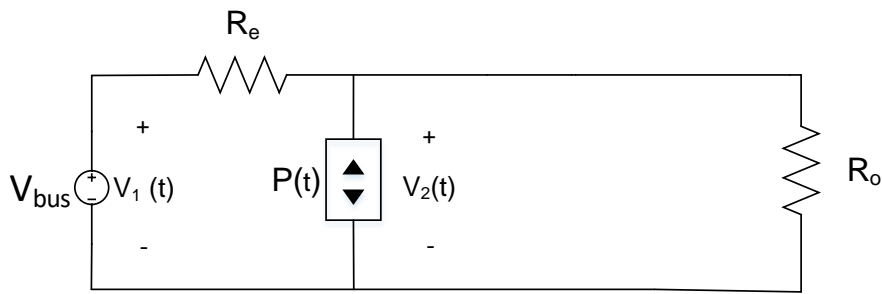 Rₑ
+
+
+
Vbus
-
V₁ (t)
P(t)
V₂(t)
Rₒ
-
-